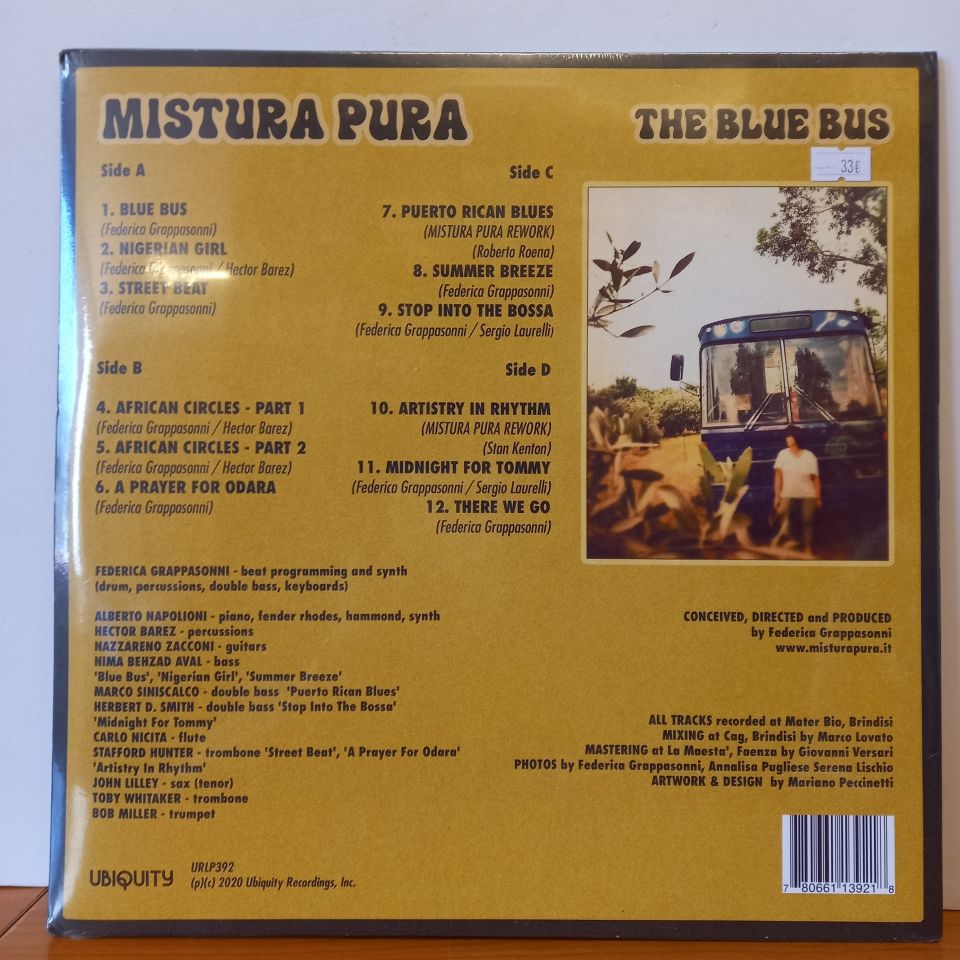 MISTURA PURA
THE BLUE BUS
33€
Side A
1. BLUE BUS
(Federica Grappasonni)
2. NIGERIAN GIRL
(Federica Grappasonni / Hector Barez)
3. STREET BEAT
(Federica Grappasonni)
Side B
4. AFRICAN CIRCLES - PART 1
(Federica Grappasonni / Hector Barez)
5. AFRICAN CIRCLES - PART 2
(Federica Grappasonni / Hector Barez)
6. A PRAYER FOR ODARA
(Federica Grappasonni)
Side C
7. PUERTO RICAN BLUES
(MISTURA PURA REWORK)
(Roberto Roena)
8. SUMMER BREEZE
(Federica Grappasonni)
9. STOP INTO THE BOSSA
(Federica Grappasonni / Sergio Laurelli)
Side D
10. ARTISTRY IN RHYTHM
(MISTURA PURA REWORK)
(Stan Kenton)
11. MIDNIGHT FOR TOMMY
(Federica Grappasonni / Sergio Laurelli)
12. THERE WE GO
(Federica Grappasonni)
FEDERICA GRAPPASONNI - beat programming and synth
(drum, percussions, double bass, keyboards)
ALBERTO NAPOLIONI - piano, fender rhodes, hammond, synth
HECTOR BAREZ - percussions
NAZZARENO ZACCONI - guitars
NIMA BEHZAD AVAL - bass
'Blue Bus', 'Nigerian Girl', 'Summer Breeze'
MARCO SINISCALCO - double bass 'Puerto Rican Blues'
HERBERT D. SMITH - double bass 'Stop Into The Bossa'
'Midnight For Tommy'
CARLO NICITA - flute
STAFFORD HUNTER - trombone 'Street Beat', 'A Prayer For Odara'
'Artistry In Rhythm'
JOHN LILLEY - sax (tenor)
TOBY WHITAKER - trombone
BOB MILLER - trumpet
CONCEIVED, DIRECTED and PRODUCED
by Federica Grappasonni
www.misturapura.it
ALL TRACKS recorded at Mater Bio, Brindisi
MIXING at Cag, Brindisi by Marco Lovato
MASTERING at La Maesta', Faenza by Giovanni Versari
PHOTOS by Federica Grappasonni, Annalisa Pugliese Serena Lischio
ARTWORK & DESIGN by Mariano Peccinetti
UBIQUITY
URLP392
(p)(c) 2020 Ubiquity Recordings, Inc.
7 80661 13921 8